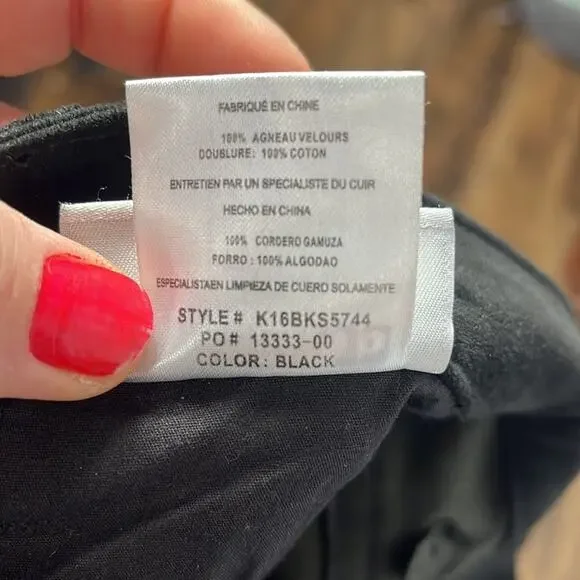 FABRIQUÉ EN CHINE
100% AGNEAU VELOURS
DOUBLURE: 100% COTON
ENTRETIEN PAR UN SPECIALISTE DU CUIR
HECHO EN CHINA
100% CORDERO GAMUZA
FORRO : 100% ALGODAO
ESPECIALISTAEN LIMPIEZA DE CUERO SOLAMENTE
STYLE# K16BKS5744
PO# 13333-00
COLOR: BLACK